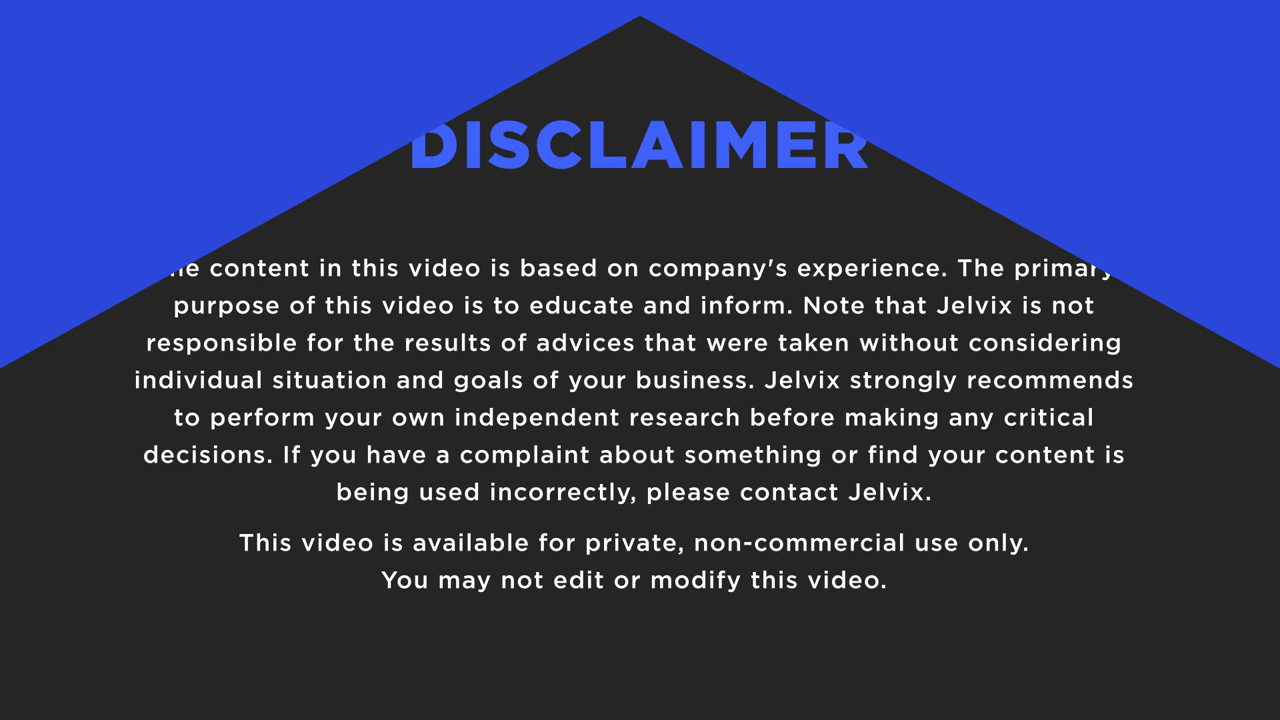 DISCLAIMER
he content in this video is based on company's experience. The primary
purpose of this video is to educate and inform. Note that Jelvix is not
responsible for the results of advices that were taken without considering
individual situation and goals of your business. Jelvix strongly recommends
to perform your own independent research before making any critical
decisions. If you have a complaint about something or find your content is
being used incorrectly, please contact Jelvix.
This video is available for private, non-commercial use only.
You may not edit or modify this video.